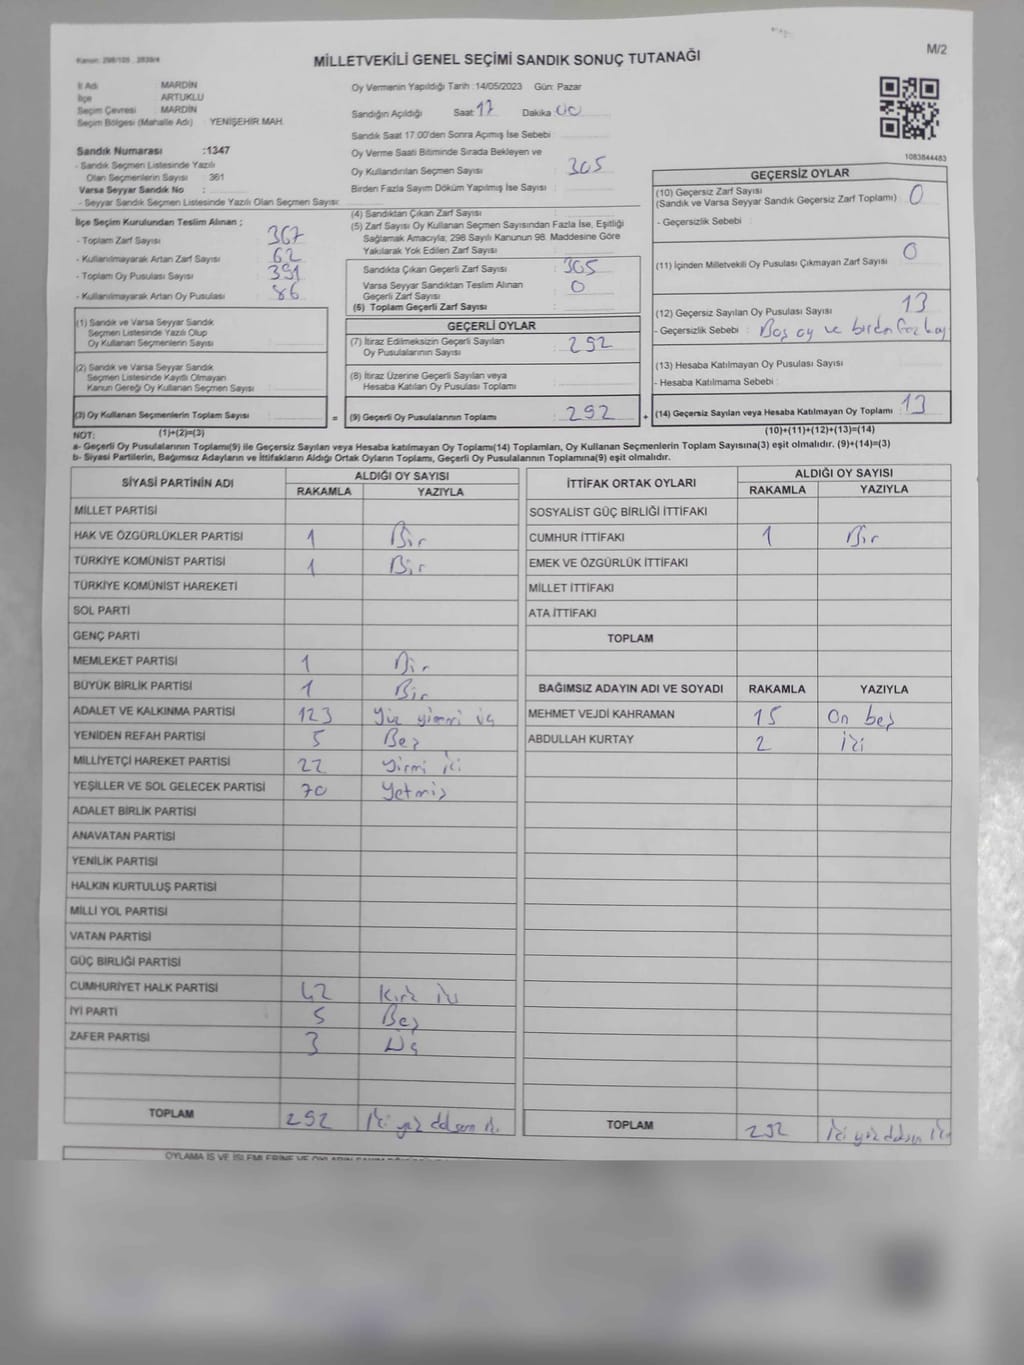 Kanun: 298/105 , 2839/4
M/2
MİLLETVEKİLİ GENEL SEÇİMİ SANDIK SONUÇ TUTANAĞI
İl Adı MARDİN
İlçe ARTUKLU
Seçim Çevresi MARDİN
Seçim Bölgesi (Mahalle Adı) : YENİŞEHİR MAH.
Sandık Numarası :1347
- Sandık Seçmen Listesinde Yazılı
Olan Seçmenlerin Sayısı : 361
Varsa Seyyar Sandık No :
- Seyyar Sandık Seçmen Listesinde Yazılı Olan Seçmen Sayısı:
Oy Vermenin Yapıldığı Tarih :14/05/2023 Gün: Pazar
Sandığın Açıldığı Saat 17 Dakika 00
Sandık Saat 17:00'den Sonra Açımış İse Sebebi :
Oy Verme Saati Bitiminde Sırada Bekleyen ve
Oy Kullandırılan Seçmen Sayısı : 305
Birden Fazla Sayım Döküm Yapılmış İse Sayısı :
1083844483
İlçe Seçim Kurulundan Teslim Alınan ;
- Toplam Zarf Sayısı : 367
- Kullanılmayarak Artan Zarf Sayısı : 62
- Toplam Oy Pusulası Sayısı : 391
- Kullanılmayarak Artan Oy Pusulası : 86
(4) Sandıktan Çıkan Zarf Sayısı :
(5) Zarf Sayısı Oy Kullanan Seçmen Sayısından Fazla İse, Eşitliği
Sağlamak Amacıyla; 298 Sayılı Kanunun 98. Maddesine Göre
Yakılarak Yok Edilen Zarf Sayısı :
Sandıkta Çıkan Geçerli Zarf Sayısı : 305
Varsa Seyyar Sandıktan Teslim Alınan
Geçerli Zarf Sayısı : 0
(6) Toplam Geçerli Zarf Sayısı :
GEÇERSİZ OYLAR
(10) Geçersiz Zarf Sayısı
(Sandık ve Varsa Seyyar Sandık Geçersiz Zarf Toplamı) : 0
- Geçersizlik Sebebi :
(11) İçinden Milletvekili Oy Pusulası Çıkmayan Zarf Sayısı : 0
(12) Geçersiz Sayılan Oy Pusulası Sayısı : 13
- Geçersizlik Sebebi : Boş oy ve birden fazla oy
(13) Hesaba Katılmayan Oy Pusulası Sayısı :
- Hesaba Katılmama Sebebi :
(14) Geçersiz Sayılan veya Hesaba Katılmayan Oy Toplamı : 13
(10)+(11)+(12)+(13)=(14)
(1) Sandık ve Varsa Seyyar Sandık
Seçmen Listesinde Yazılı Olup
Oy Kullanan Seçmenlerin Sayısı :
(2) Sandık ve Varsa Seyyar Sandık
Seçmen Listesinde Kayıtlı Olmayan
Kanun Gereği Oy Kullanan Seçmen Sayısı :
(3) Oy Kullanan Seçmenlerin Toplam Sayısı :
(1)+(2)=(3)
=
GEÇERLİ OYLAR
(7) İtiraz Edilmeksizin Geçerli Sayılan
Oy Pusulalarının Sayısı : 292
(8) İtiraz Üzerine Geçerli Sayılan veya
Hesaba Katılan Oy Pusulası Toplamı :
(9) Geçerli Oy Pusulalarının Toplamı : 292
+
NOT:
a- Geçerli Oy Pusulalarının Toplamı(9) ile Geçersiz Sayılan veya Hesaba katılmayan Oy Toplamı(14) Toplamları, Oy Kullanan Seçmenlerin Toplam Sayısına(3) eşit olmalıdır. (9)+(14)=(3)
b- Siyasi Partilerin, Bağımsız Adayların ve İttifakların Aldığı Ortak Oyların Toplamı, Geçerli Oy Pusulalarının Toplamına(9) eşit olmalıdır.
SİYASİ PARTİNİN ADI ALDIĞI OY SAYISI
RAKAMLA YAZIYLA
MİLLET PARTİSİ
HAK VE ÖZGÜRLÜKLER PARTİSİ 1 Bir
TÜRKİYE KOMÜNİST PARTİSİ 1 Bir
TÜRKİYE KOMÜNİST HAREKETİ
SOL PARTİ
GENÇ PARTİ
MEMLEKET PARTİSİ 1 Bir
BÜYÜK BİRLİK PARTİSİ 1 Bir
ADALET VE KALKINMA PARTİSİ 123 Yüz yirmi üç
YENİDEN REFAH PARTİSİ 5 Beş
MİLLİYETÇİ HAREKET PARTİSİ 22 Yirmi iki
YEŞİLLER VE SOL GELECEK PARTİSİ 70 Yetmiş
ADALET BİRLİK PARTİSİ
ANAVATAN PARTİSİ
YENİLİK PARTİSİ
HALKIN KURTULUŞ PARTİSİ
MİLLİ YOL PARTİSİ
VATAN PARTİSİ
GÜÇ BİRLİĞİ PARTİSİ
CUMHURİYET HALK PARTİSİ 42 Kırk iki
İYİ PARTİ 5 Beş
ZAFER PARTİSİ 3 Üç
TOPLAM 292 İki yüz doksan iki
İTTİFAK ORTAK OYLARI ALDIĞI OY SAYISI
RAKAMLA YAZIYLA
SOSYALİST GÜÇ BİRLİĞİ İTTİFAKI
CUMHUR İTTİFAKI 1 Bir
EMEK VE ÖZGÜRLÜK İTTİFAKI
MİLLET İTTİFAKI
ATA İTTİFAKI
TOPLAM
BAĞIMSIZ ADAYIN ADI VE SOYADI RAKAMLA YAZIYLA
MEHMET VEJDİ KAHRAMAN 15 On beş
ABDULLAH KURTAY 2 İki
TOPLAM 292 İki yüz doksan iki